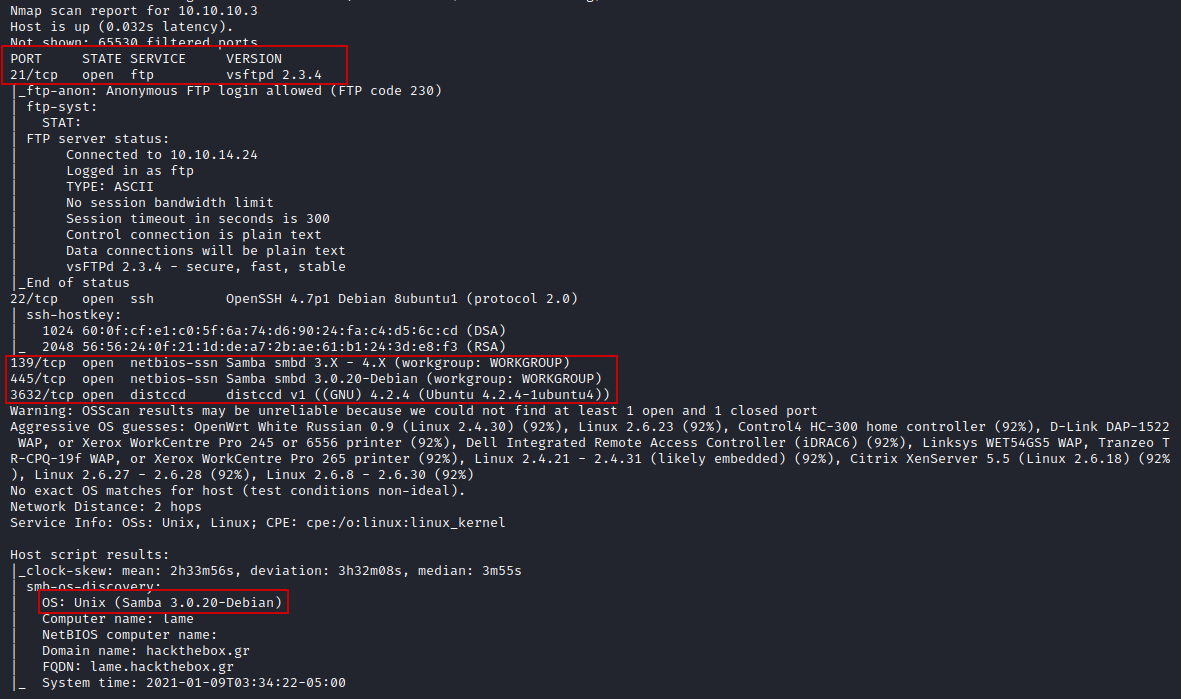 Nmap scan report for 10.10.10.3
Host is up (0.032s latency).
Not shown: 65530 filtered ports
PORT     STATE SERVICE     VERSION
21/tcp   open  ftp         vsftpd 2.3.4
|_ftp-anon: Anonymous FTP login allowed (FTP code 230)
| ftp-syst:
|   STAT:
| FTP server status:
|      Connected to 10.10.14.24
|      Logged in as ftp
|      TYPE: ASCII
|      No session bandwidth limit
|      Session timeout in seconds is 300
|      Control connection is plain text
|      Data connections will be plain text
|      vsFTPd 2.3.4 - secure, fast, stable
|_End of status
22/tcp   open  ssh         OpenSSH 4.7p1 Debian 8ubuntu1 (protocol 2.0)
| ssh-hostkey:
|   1024 60:0f:cf:e1:c0:5f:6a:74:d6:90:24:fa:c4:d5:6c:cd (DSA)
|_  2048 56:56:24:0f:21:1d:de:a7:2b:ae:61:b1:24:3d:e8:f3 (RSA)
139/tcp  open  netbios-ssn Samba smbd 3.X - 4.X (workgroup: WORKGROUP)
445/tcp  open  netbios-ssn Samba smbd 3.0.20-Debian (workgroup: WORKGROUP)
3632/tcp open  distccd     distccd v1 ((GNU) 4.2.4 (Ubuntu 4.2.4-1ubuntu4))
Warning: OSScan results may be unreliable because we could not find at least 1 open and 1 closed port
Aggressive OS guesses: OpenWrt White Russian 0.9 (Linux 2.4.30) (92%), Linux 2.6.23 (92%), Control4 HC-300 home controller (92%), D-Link DAP-1522
 WAP, or Xerox WorkCentre Pro 245 or 6556 printer (92%), Dell Integrated Remote Access Controller (iDRAC6) (92%), Linksys WET54GS5 WAP, Tranzeo T
R-CPQ-19f WAP, or Xerox WorkCentre Pro 265 printer (92%), Linux 2.4.21 - 2.4.31 (likely embedded) (92%), Citrix XenServer 5.5 (Linux 2.6.18) (92%
), Linux 2.6.27 - 2.6.28 (92%), Linux 2.6.8 - 2.6.30 (92%)
No exact OS matches for host (test conditions non-ideal).
Network Distance: 2 hops
Service Info: OSs: Unix, Linux; CPE: cpe:/o:linux:linux_kernel
Host script results:
|_clock-skew: mean: 2h33m56s, deviation: 3h32m08s, median: 3m55s
| smb-os-discovery:
|   OS: Unix (Samba 3.0.20-Debian)
|   Computer name: lame
|   NetBIOS computer name:
|   Domain name: hackthebox.gr
|   FQDN: lame.hackthebox.gr
|_  System time: 2021-01-09T03:34:22-05:00